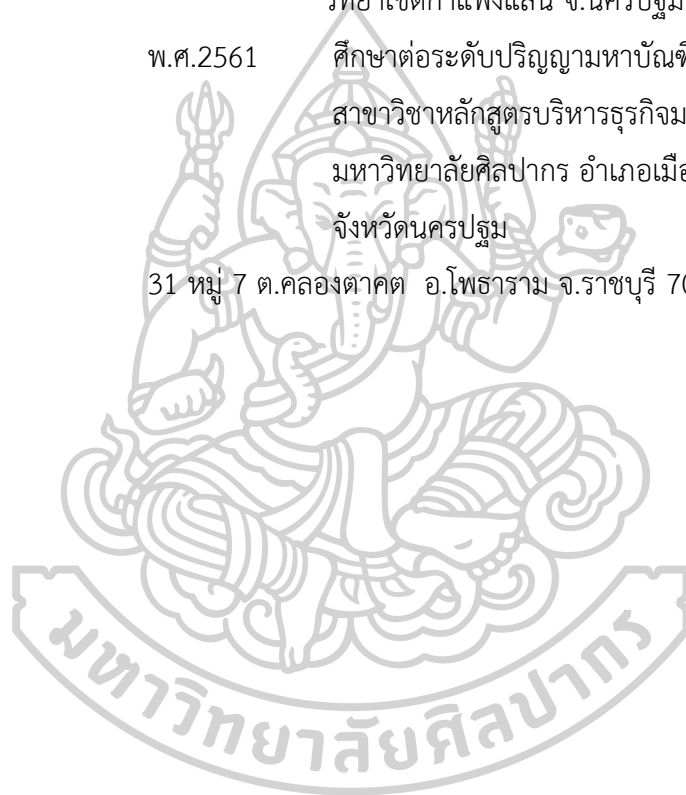 วิทยาเขตกำแพงแสน จ.นครปฐม
พ.ศ.2561 ศึกษาต่อระดับปริญญามหาบัณฑิ
สาขาวิชาหลักสูตรบริหารธุรกิจม
มหาวิทยาลัยศิลปากร อำเภอเมือ
จังหวัดนครปฐม
31 หมู่ 7 ต.คลองตาคต อ.โพธาราม จ.ราชบุรี 70
มหาวิทยาลัยศิลปากร